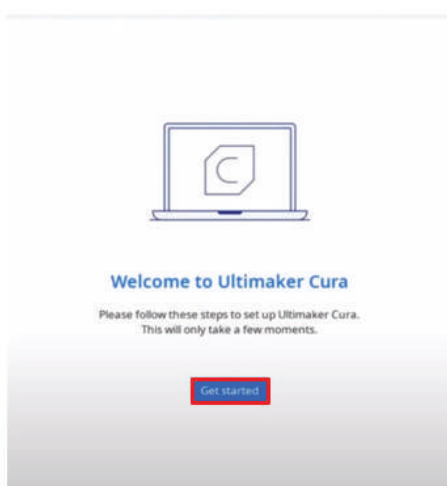 C
Welcome to Ultimaker Cura
Please follow these steps to set up Ultimaker Cura.
This will only take a few moments.
Get started